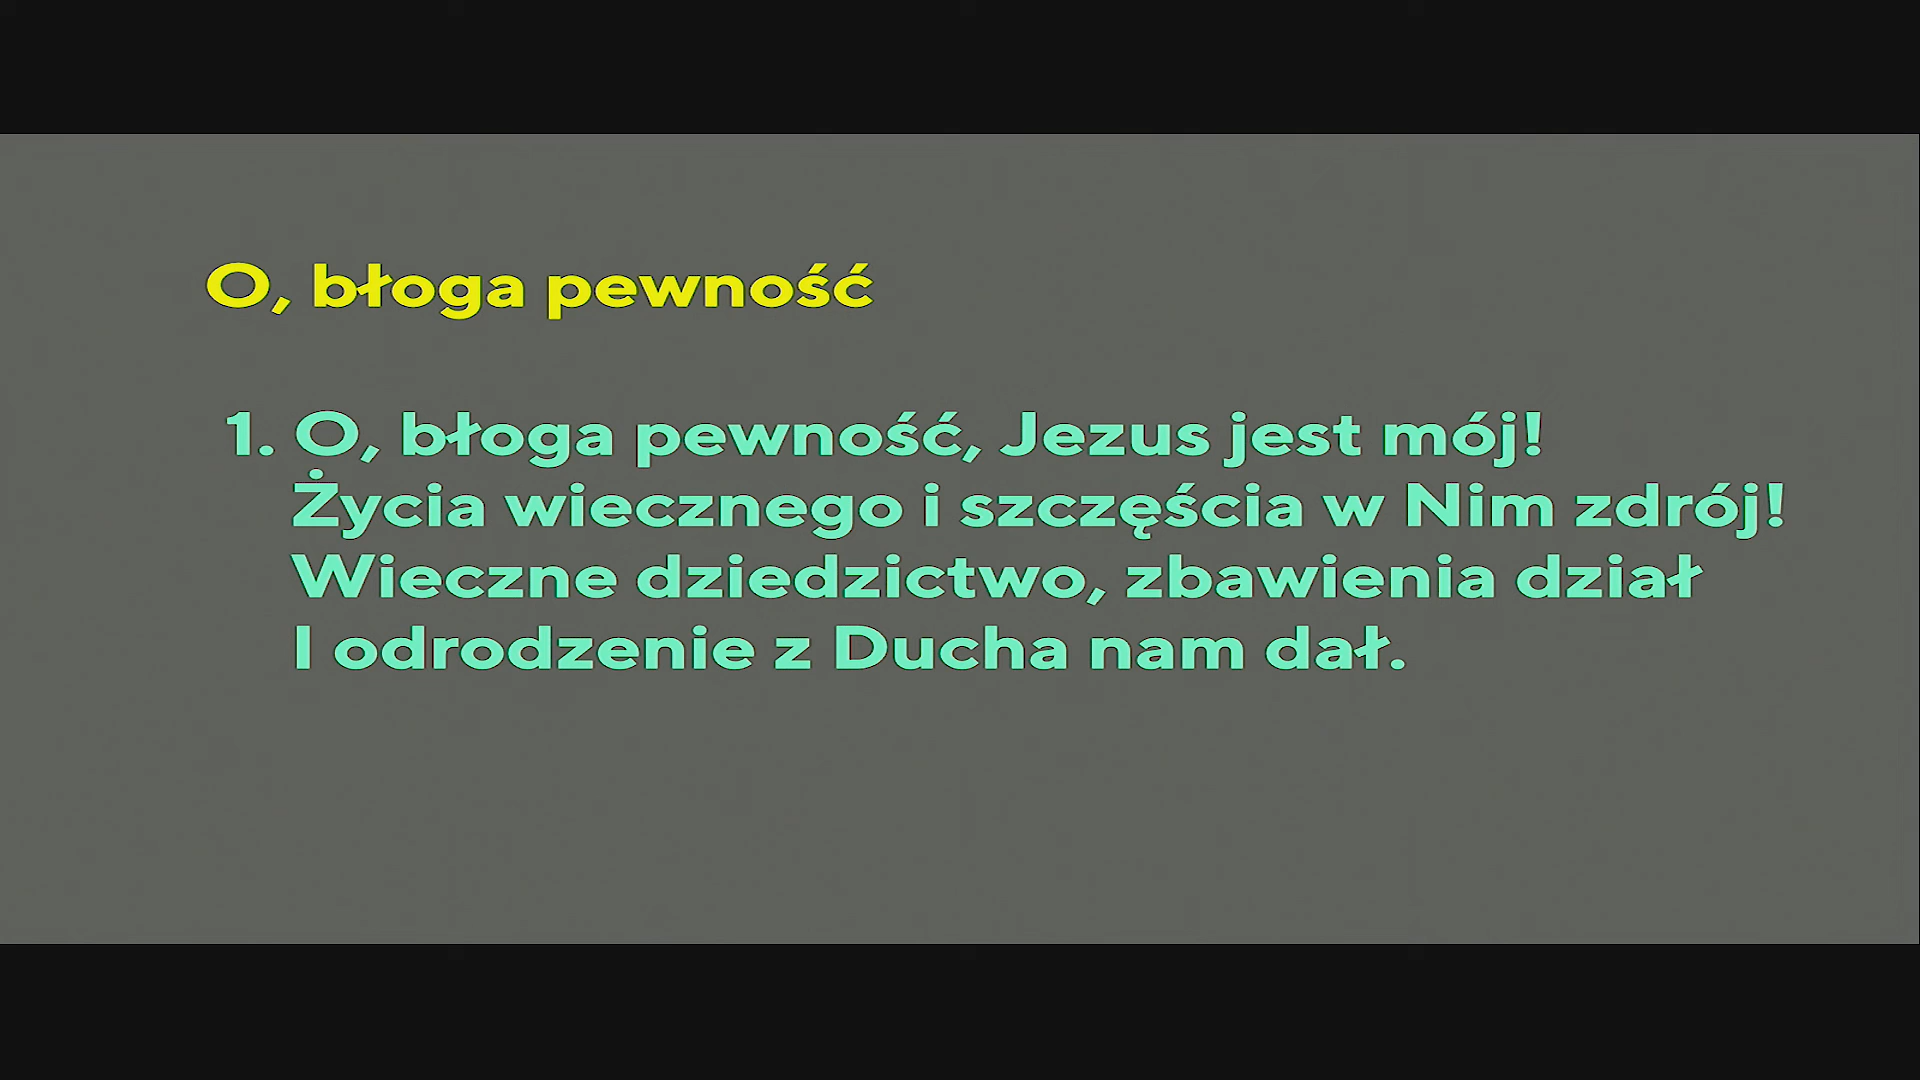 O, błoga pewność
1. O, błoga pewność, Jezus jest mój!
Życia wiecznego i szczęścia w Nim zdrój!
Wieczne dziedzictwo, zbawienia dział
I odrodzenie z Ducha nam dał.